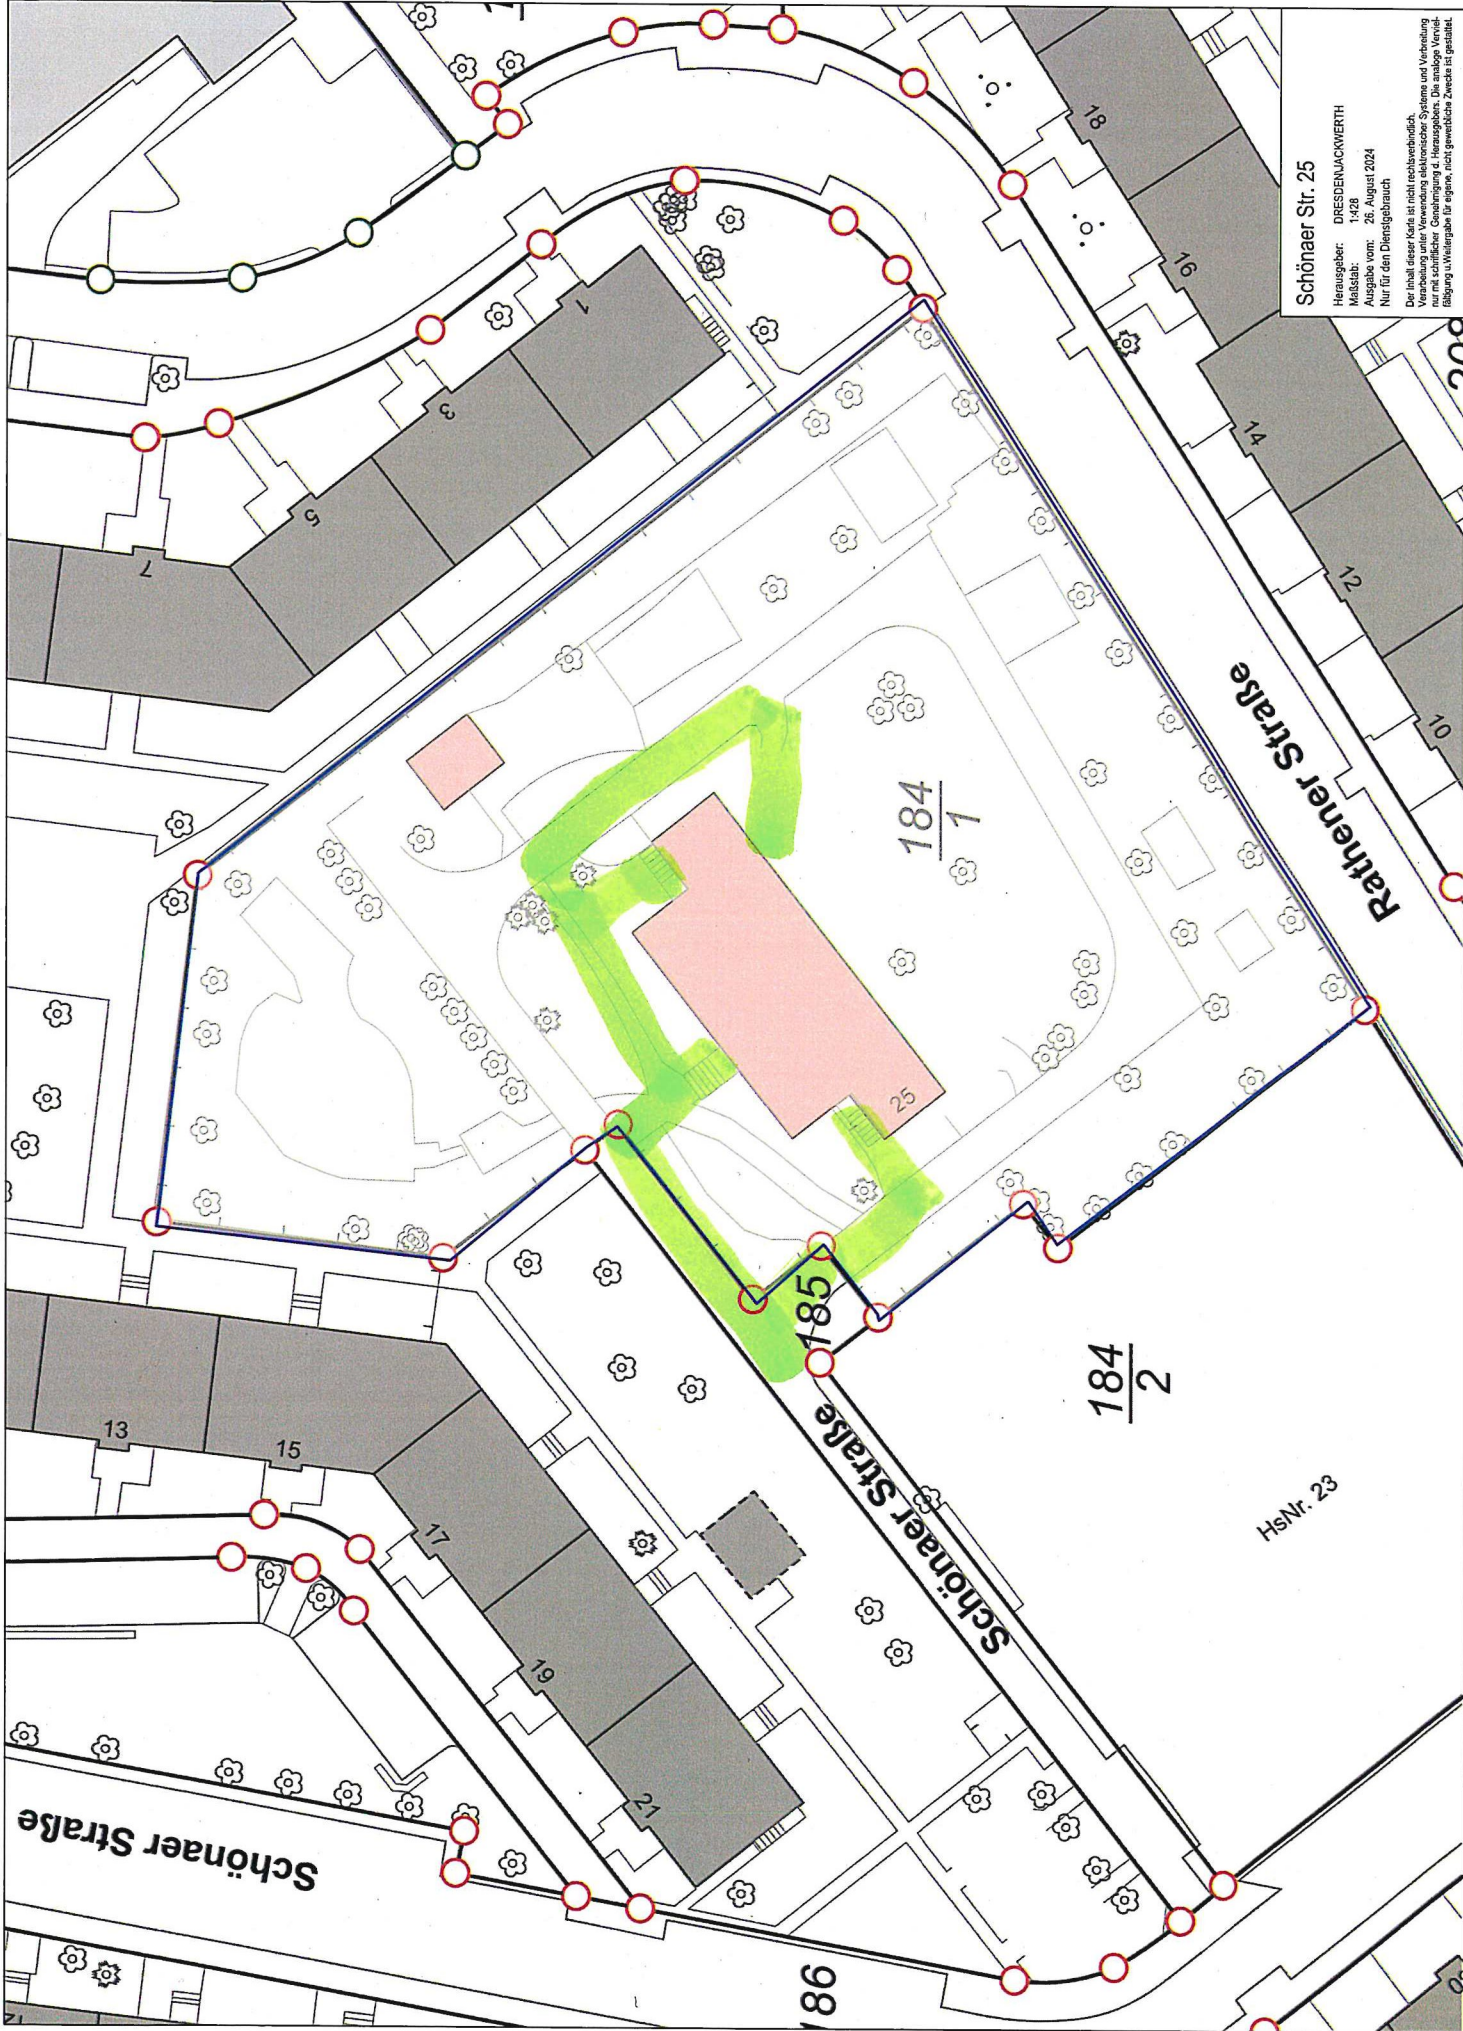 Schönaer Str. 25
Herausgeber: DRESDEN\JACKWERTH
Maßstab: 1:428
Ausgabe vom: 26. August 2024
Nur für den Dienstgebrauch
Der Inhalt dieser Karte ist nicht rechtsverbindlich.
Verarbeitung unter Verwendung elektronischer Systeme und Verbreitung
nur mit schriftlicher Genehmigung d. Herausgebers. Die analoge Verviel-
fältigung u. Weitergabe für eigene, nicht gewerbliche Zwecke ist gestattet.
18
16
14
12
10
1
3
5
7
Rathener Straße
184
1
25
185
184
2
HsNr. 23
Schönaer Straße
13
15
17
19
21
Schönaer Straße
186